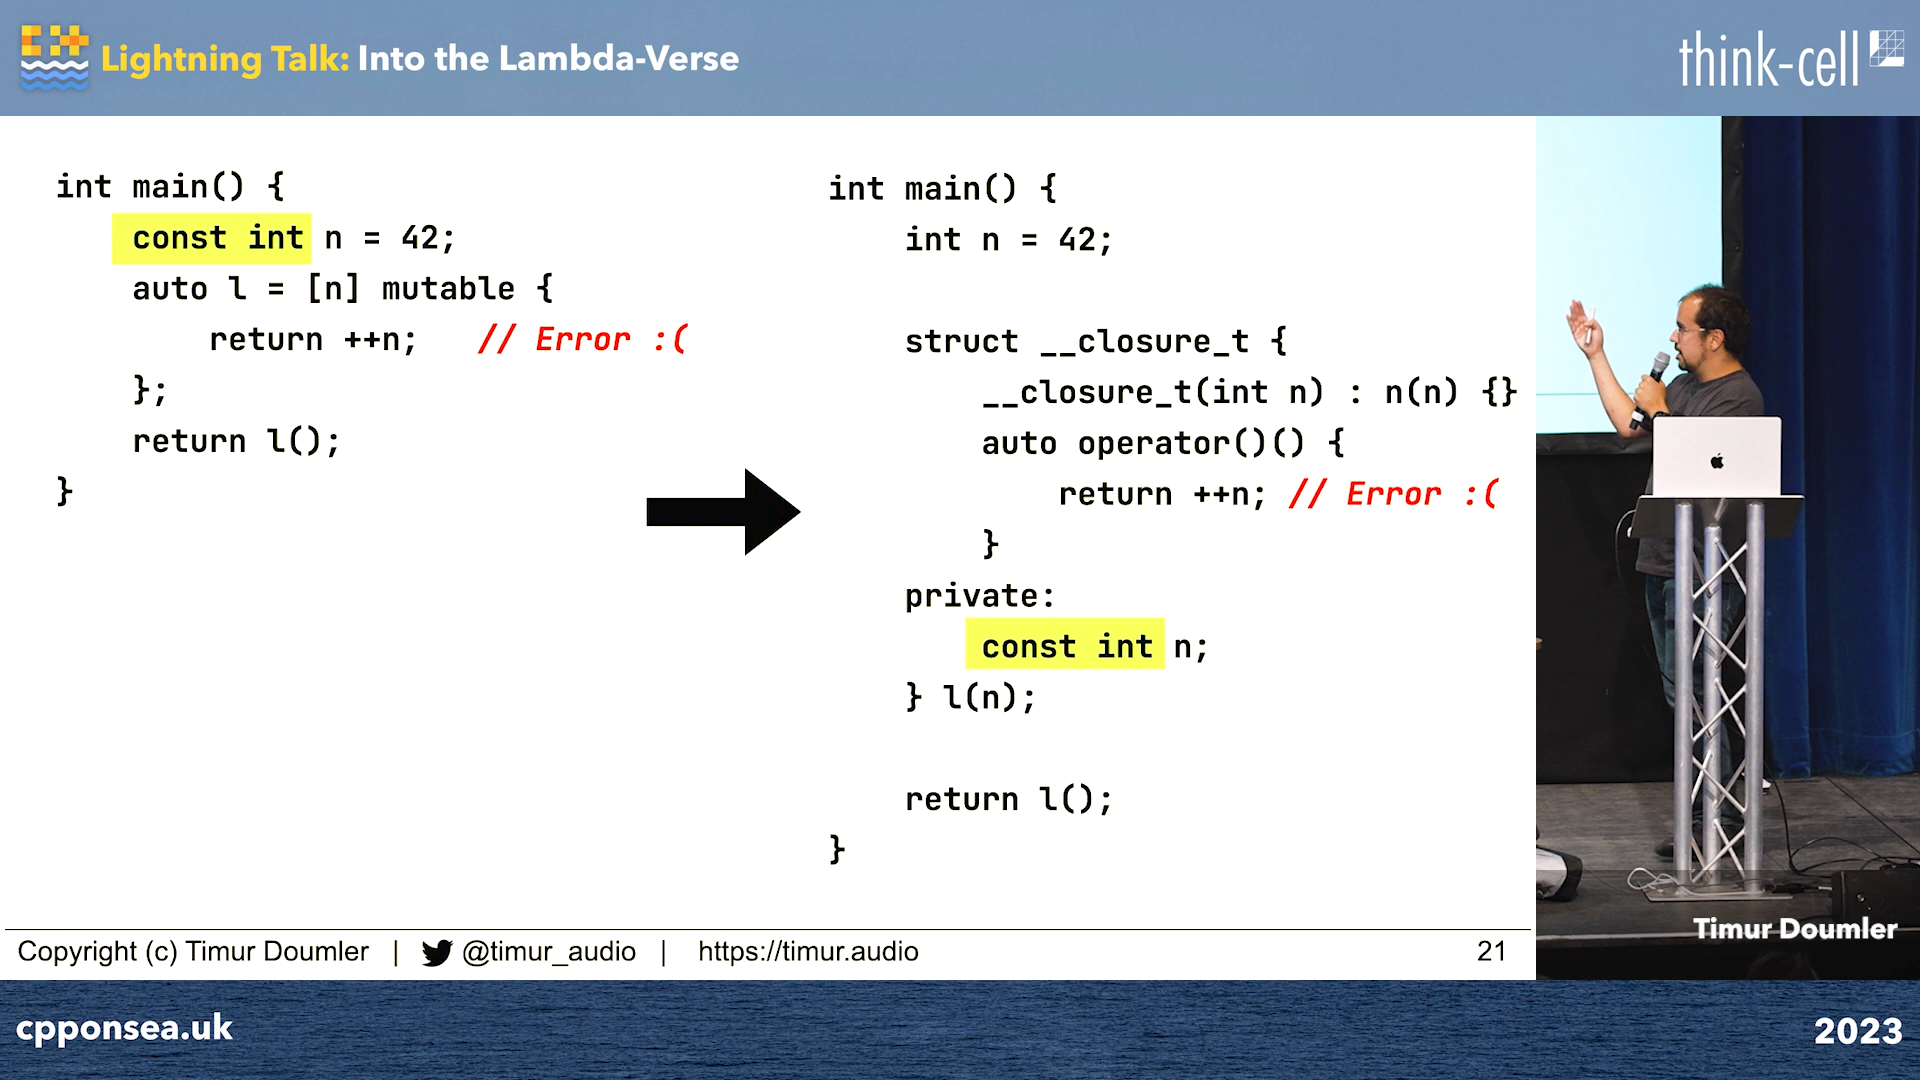 Lightning Talk: Into the Lambda-Verse
think-cell
int main() {
const int n = 42;
auto l = [n] mutable {
return ++n; // Error :(
};
return l();
}
int main() {
int n = 42;
struct __closure_t {
__closure_t(int n) : n(n) {}
auto operator()() {
return ++n; // Error :(
}
private:
const int n;
} l(n);
return l();
}
Copyright (c) Timur Doumler | @timur_audio | https://timur.audio
21
Timur Doumler
cpponsea.uk
2023